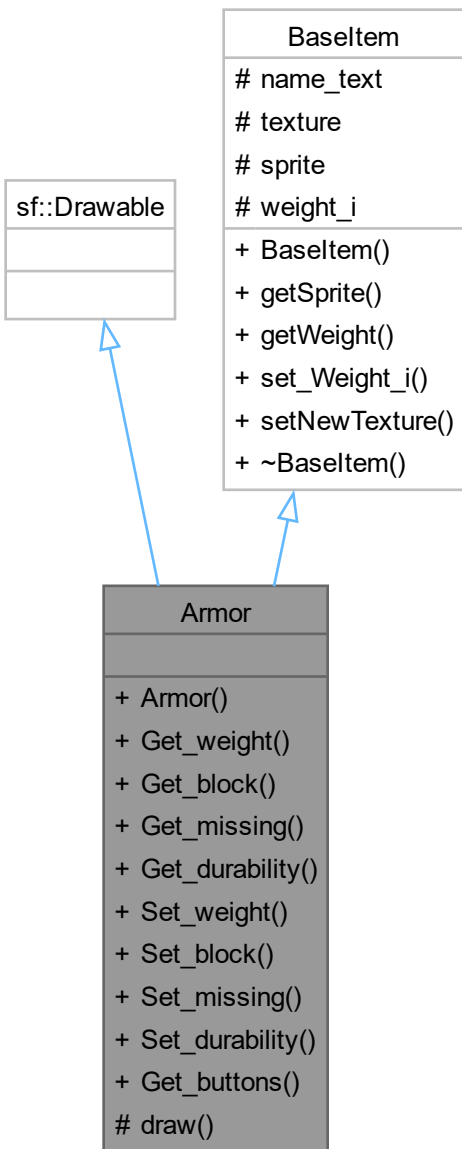 BaseItem
# name_text
# texture
# sprite
# weight_i
+ BaseItem()
+ getSprite()
+ getWeight()
+ set_Weight_i()
+ setNewTexture()
+ ~BaseItem()
sf::Drawable
Armor
+ Armor()
+ Get_weight()
+ Get_block()
+ Get_missing()
+ Get_durability()
+ Set_weight()
+ Set_block()
+ Set_missing()
+ Set_durability()
+ Get_buttons()
# draw()